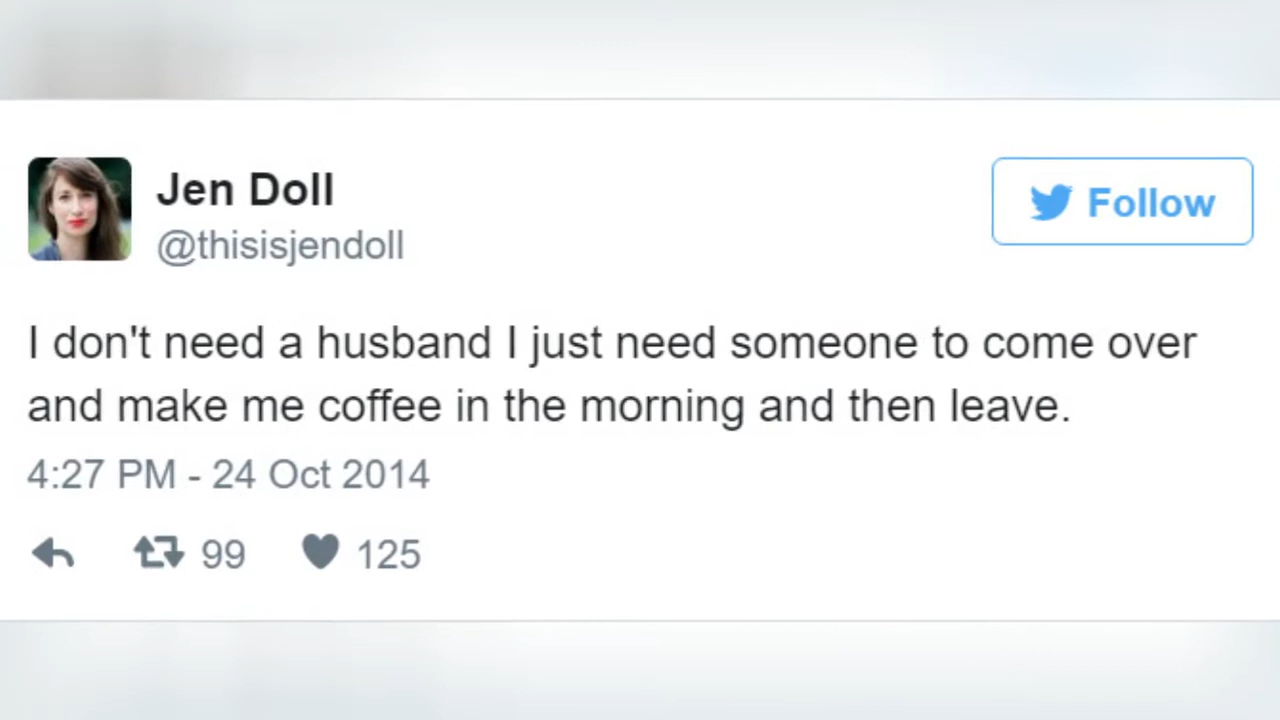 Jen Doll
@thisisjendoll
Follow
I don't need a husband I just need someone to come over
and make me coffee in the morning and then leave.
4:27 PM - 24 Oct 2014
99 125